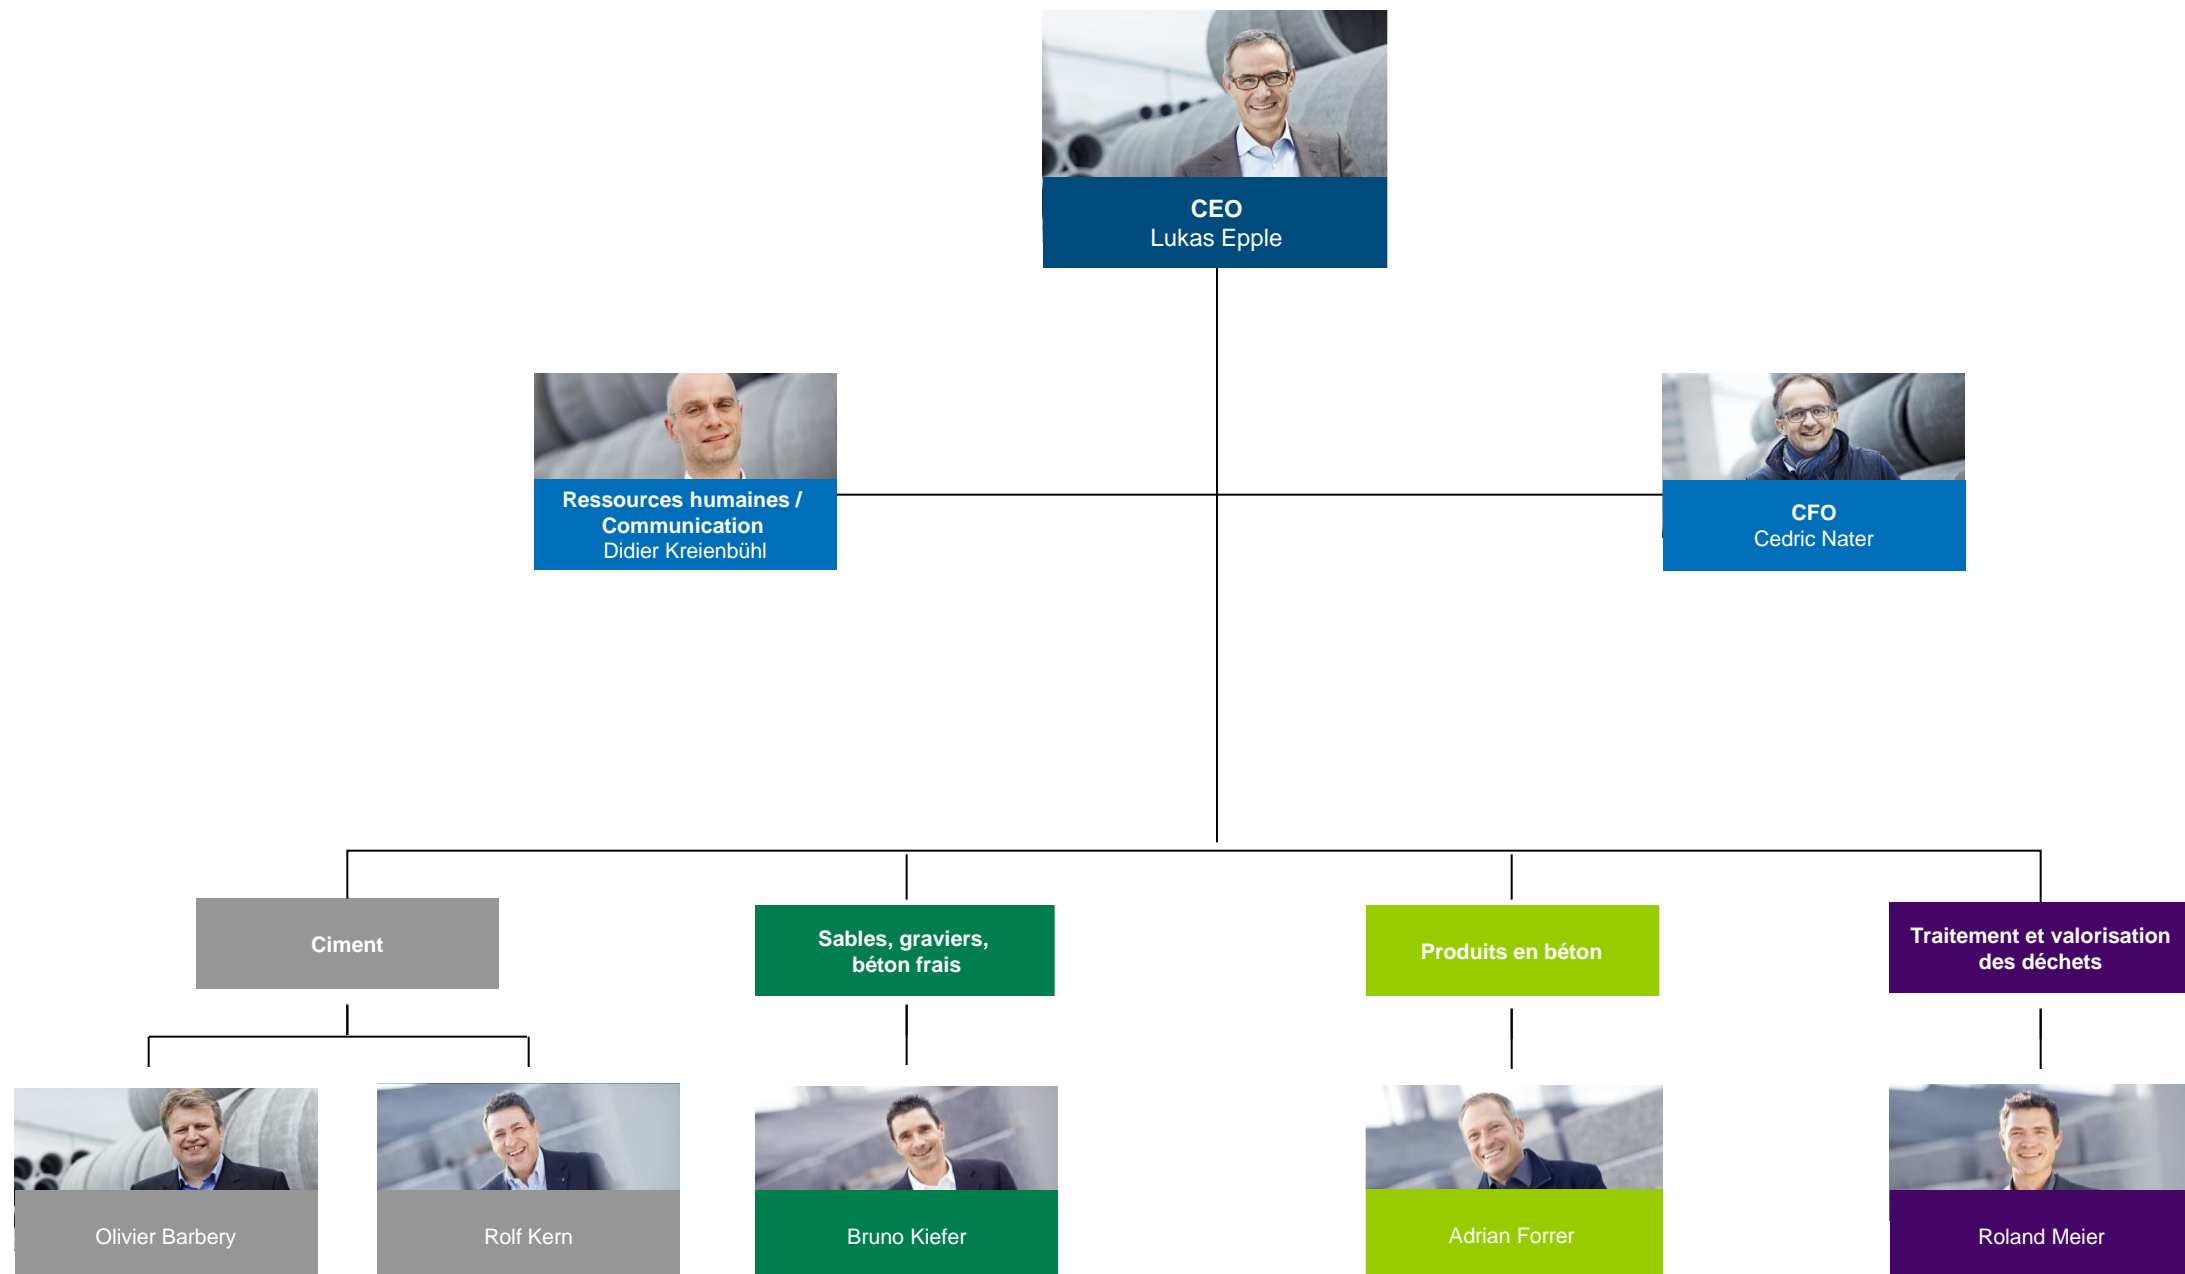 CEO
Lukas Epple
Ressources humaines /
Communication
Didier Kreienbühl
CFO
Cedric Nater
Ciment
Sables, graviers,
béton frais
Produits en béton
Traitement et valorisation
des déchets
Olivier Barbery
Rolf Kern
Bruno Kiefer
Adrian Forrer
Roland Meier